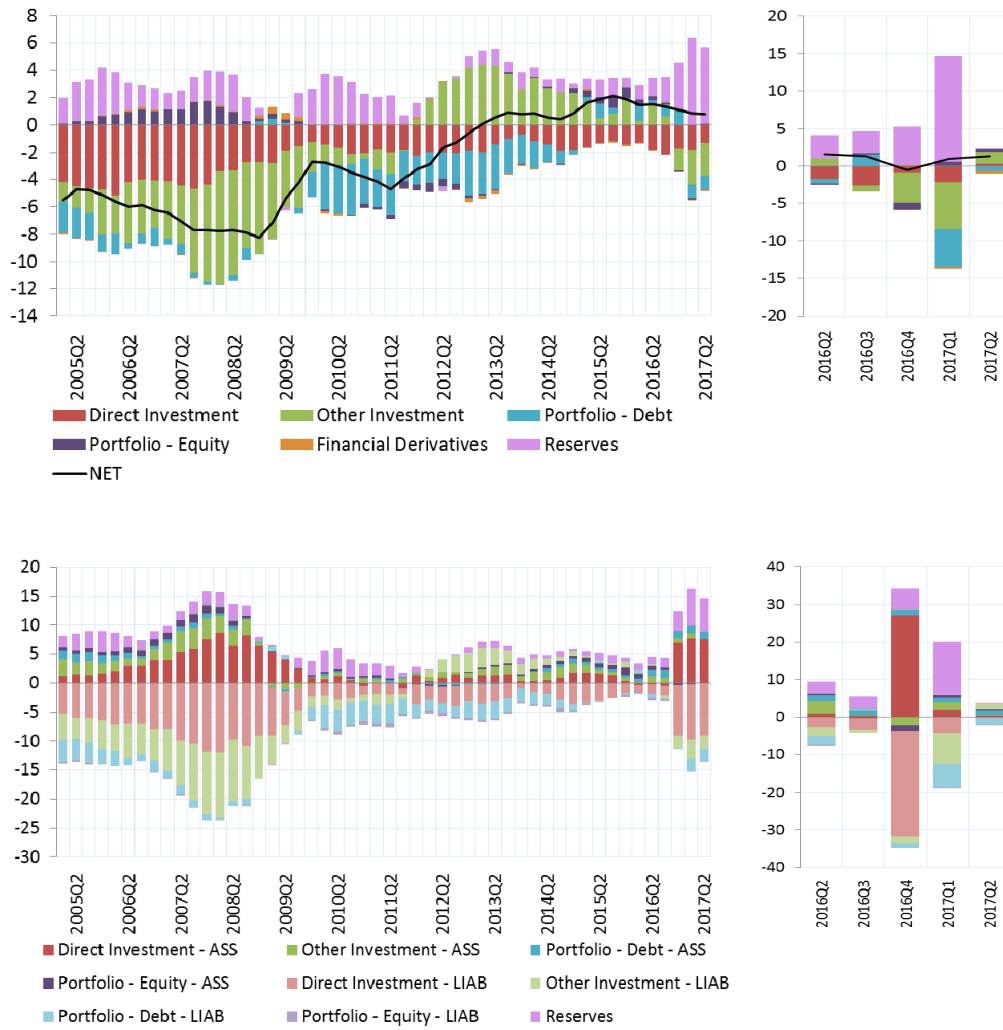 8
6
4
2
0
-2
-4
-6
-8
-10
-12
-14
2005Q2
2006Q2
2007Q2
2008Q2
2009Q2
2010Q2
2011Q2
2012Q2
2013Q2
2014Q2
2015Q2
2016Q2
2017Q2
Direct Investment Other Investment Portfolio - Debt
Portfolio - Equity Financial Derivatives Reserves
NET
20
15
10
5
0
-5
-10
-15
-20
2016Q2
2016Q3
2016Q4
2017Q1
2017Q2
20
15
10
5
0
-5
-10
-15
-20
-25
-30
2005Q2
2006Q2
2007Q2
2008Q2
2009Q2
2010Q2
2011Q2
2012Q2
2013Q2
2014Q2
2015Q2
2016Q2
2017Q2
Direct Investment - ASS Other Investment - ASS Portfolio - Debt - ASS
Portfolio - Equity - ASS Direct Investment - LIAB Other Investment - LIAB
Portfolio - Debt - LIAB Portfolio - Equity - LIAB Reserves
40
30
20
10
0
-10
-20
-30
-40
2016Q2
2016Q3
2016Q4
2017Q1
2017Q2